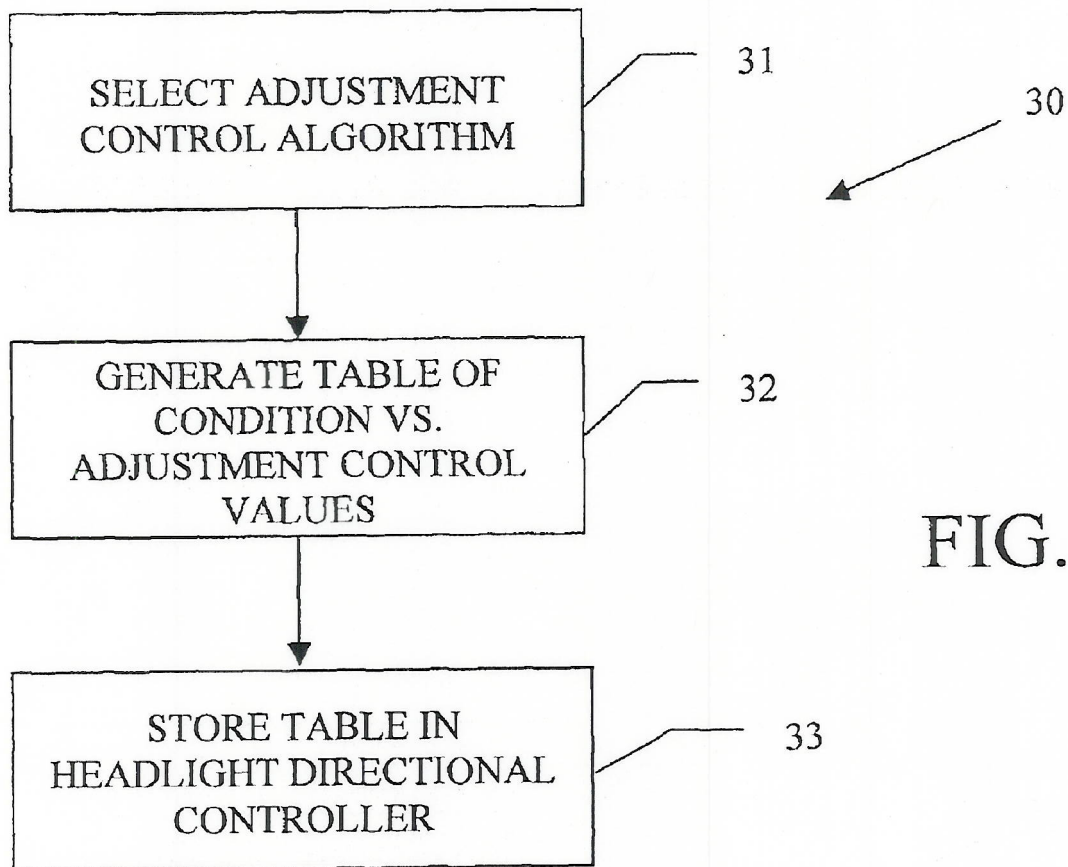 SELECT ADJUSTMENT
CONTROL ALGORITHM
31
30
GENERATE TABLE OF
CONDITION VS.
ADJUSTMENT CONTROL
VALUES
32
FIG.
STORE TABLE IN
HEADLIGHT DIRECTIONAL
CONTROLLER
33